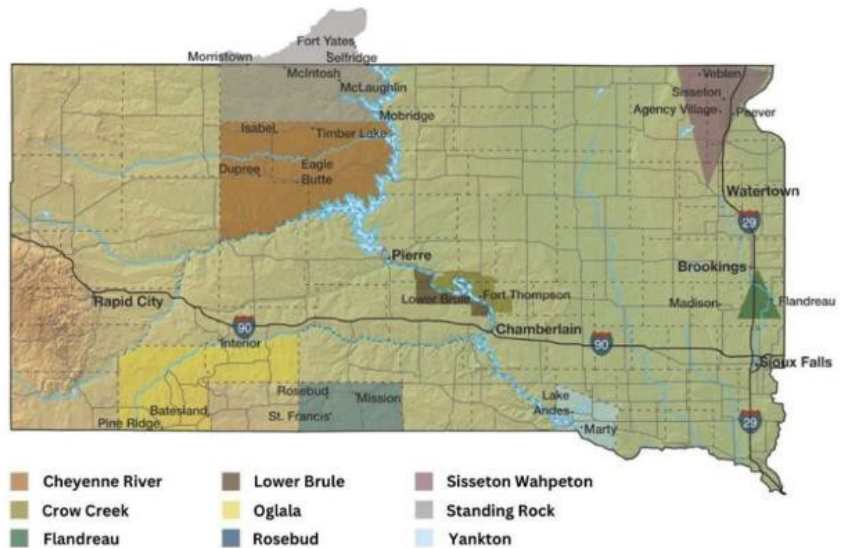 Fort Yates
Morristown
Selfridge
McIntosh
McLaughlin
Mobridge
Veblen
Sisseton
Agency Village
Peever
Isabel
Timber Lake
Dupree
Eagle
Butte
Watertown
29
Pierre
Brookings
Rapid City
Lower Brule
Fort Thompson
Madison
Flandreau
90
Interior
Chamberlain
90
Sioux Falls
Rosebud
Mission
Lake
Andes
Batesland
St. Francis
Pine Ridge
Marty
29
Cheyenne River
Lower Brule
Sisseton Wahpeton
Crow Creek
Oglala
Standing Rock
Flandreau
Rosebud
Yankton